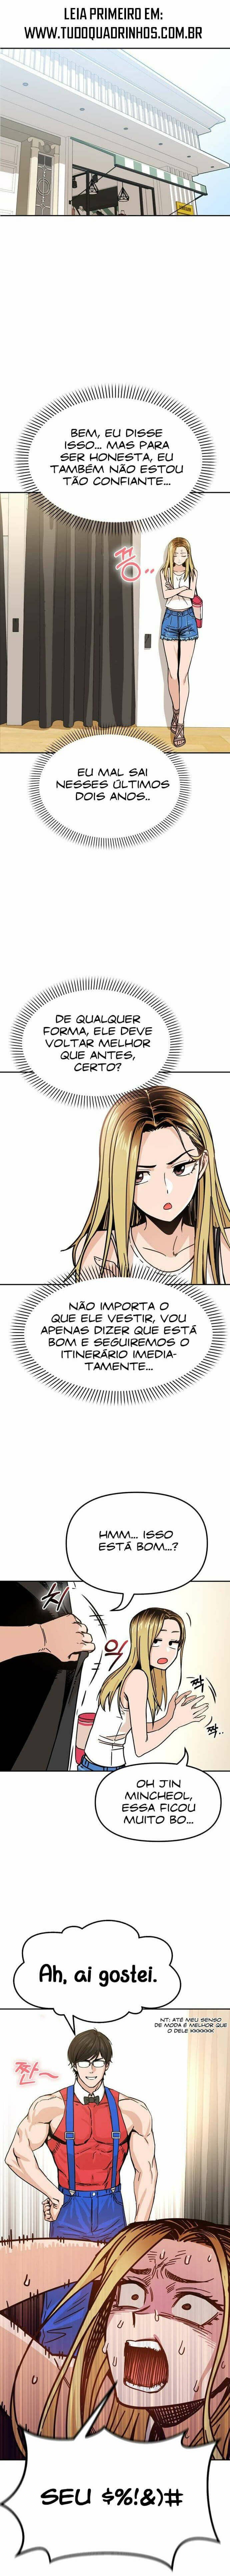 LEIA PRIMEIRO EM:
WWW.TUDOQUADRINHOS.COM.BR
BEM, EU DISSE
ISSO... MAS PARA
SER HONESTA, EU
TAMBÉM NÃO ESTOU
TÃO CONFIANTE...
EU MAL SAI
NESSES ÚLTIMOS
DOIS ANOS..
DE QUALQUER
FORMA, ELE DEVE
VOLTAR MELHOR
QUE ANTES,
CERTO?
NÃO IMPORTA O
QUE ELE VESTIR, VOU
APENAS DIZER QUE ESTÁ
BOM E SEGUIREMOS O
ITINERÁRIO IMEDIA-
TAMENTE...
HMM... ISSO
ESTÁ BOM...?
OH JIN
MINCHEOL,
ESSA FICOU
MUITO BO...
Ah, ai gostei.
NT: ATÉ MEU SENSO
DE MODA É MELHOR QUE
O DELE KKKKKK
짜안~
SEU $%!&)#